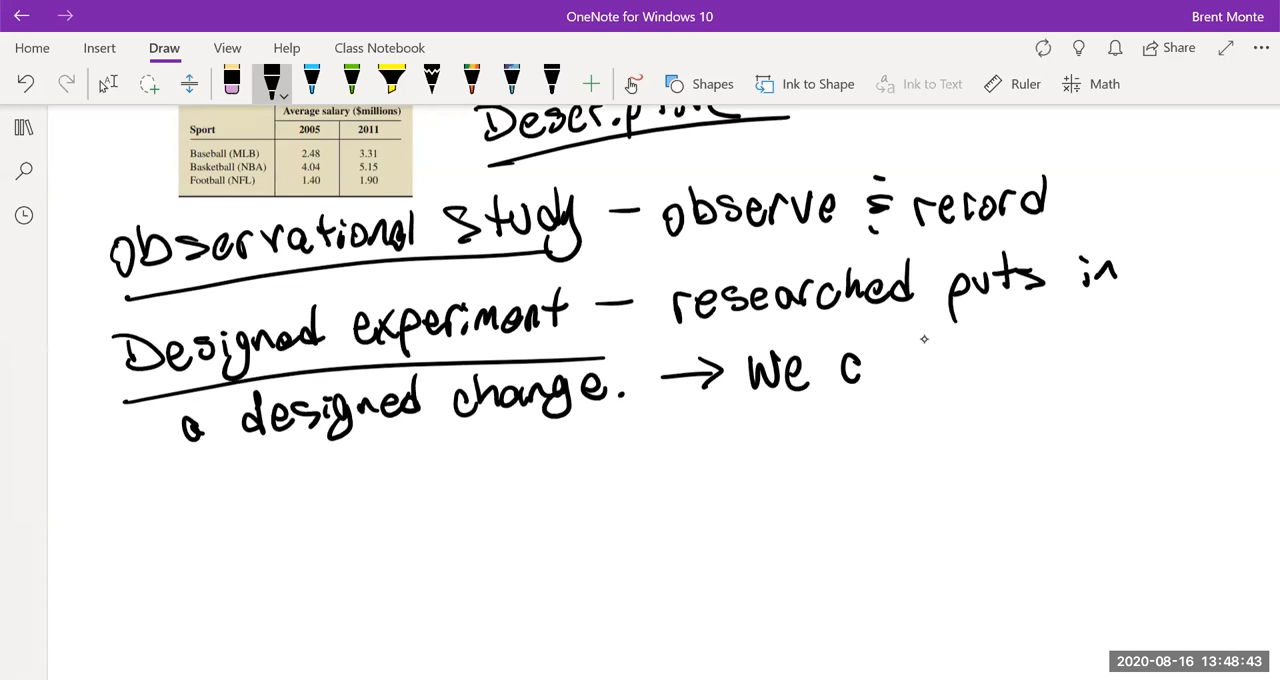 OneNote for Windows 10
Brent Monte
Home Insert Draw View Help Class Notebook Share
Shapes Ink to Shape Ink to Text Ruler Math
Average salary ($millions)
Sport 2005 2011
Baseball (MLB) 2.48 3.31
Basketball (NBA) 4.04 5.15
Football (NFL) 1.40 1.90
Observational study – observe & record
Designed experiment – researched puts in
a designed change. → We c
2020-08-16 13:48:43